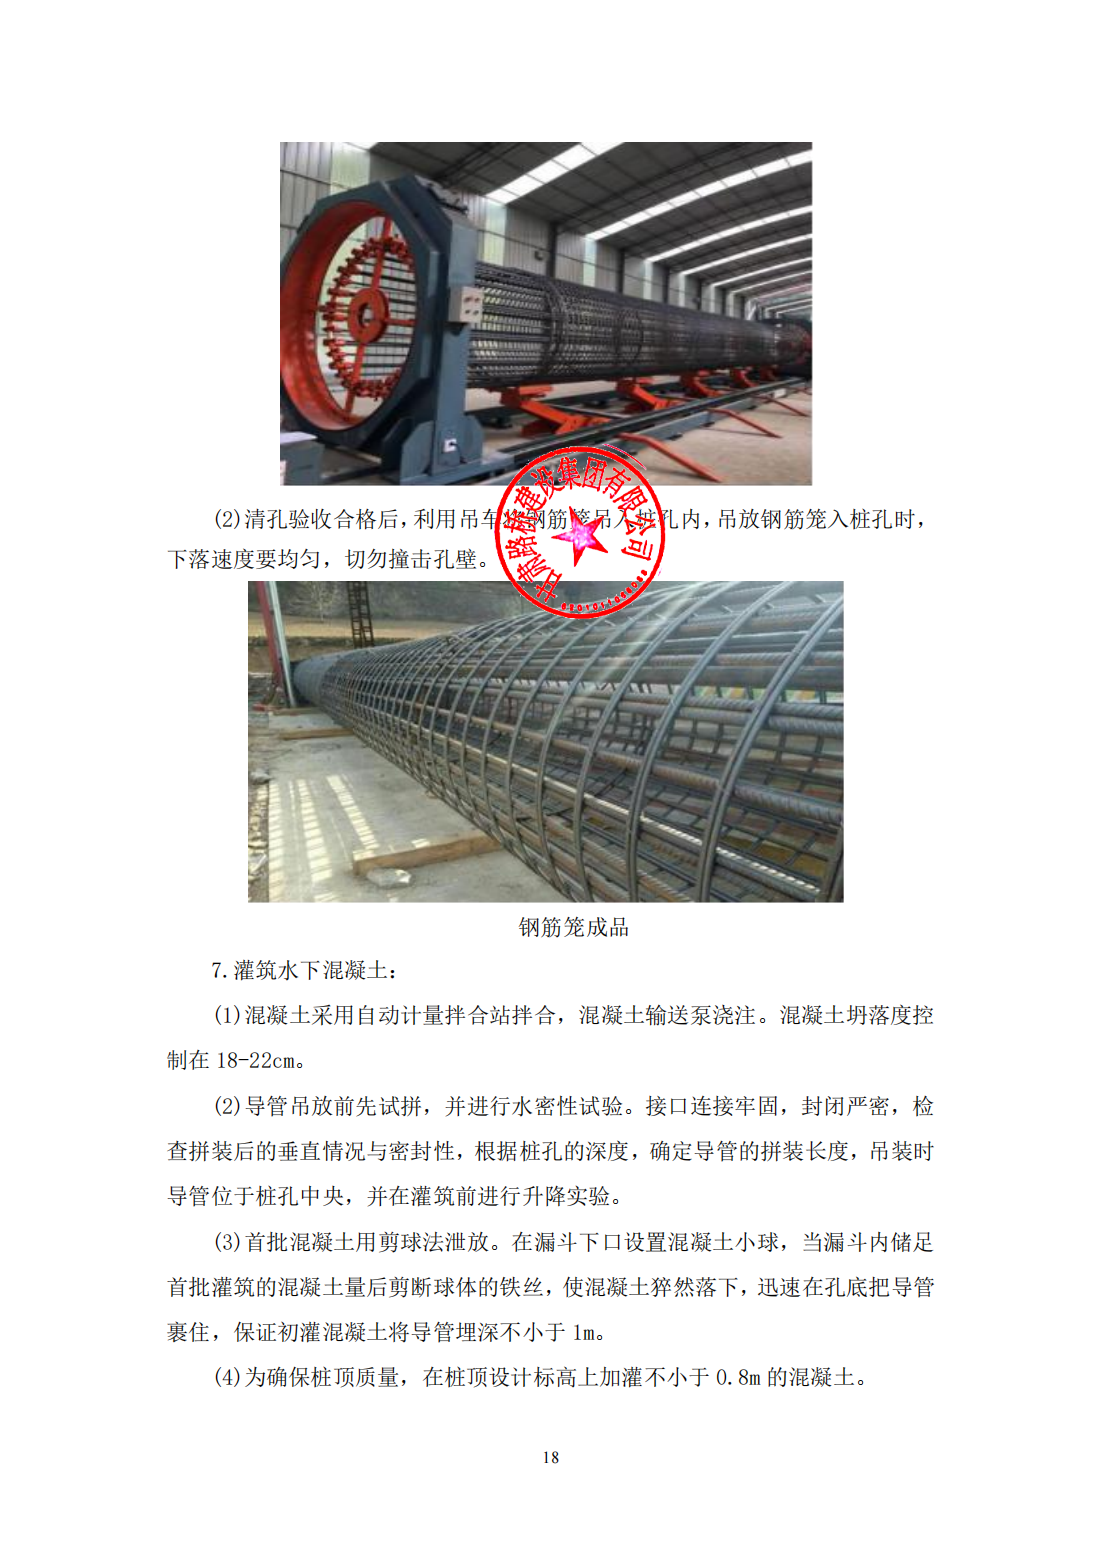 (2)清孔验收合格后，利用吊车将钢筋笼吊入桩孔内，吊放钢筋笼入桩孔时，
下落速度要均匀，切勿撞击孔壁。
甘肃路桥建设集团有限公司
钢筋笼成品
7.灌筑水下混凝土：
(1)混凝土采用自动计量拌合站拌合，混凝土输送泵浇注。混凝土坍落度控
制在 18-22cm。
(2)导管吊放前先试拼，并进行水密性试验。接口连接牢固，封闭严密，检
查拼装后的垂直情况与密封性，根据桩孔的深度，确定导管的拼装长度，吊装时
导管位于桩孔中央，并在灌筑前进行升降实验。
(3)首批混凝土用剪球法泄放。在漏斗下口设置混凝土小球，当漏斗内储足
首批灌筑的混凝土量后剪断球体的铁丝，使混凝土猝然落下，迅速在孔底把导管
裹住，保证初灌混凝土将导管埋深不小于 1m。
(4)为确保桩顶质量，在桩顶设计标高上加灌不小于 0.8m 的混凝土。
18